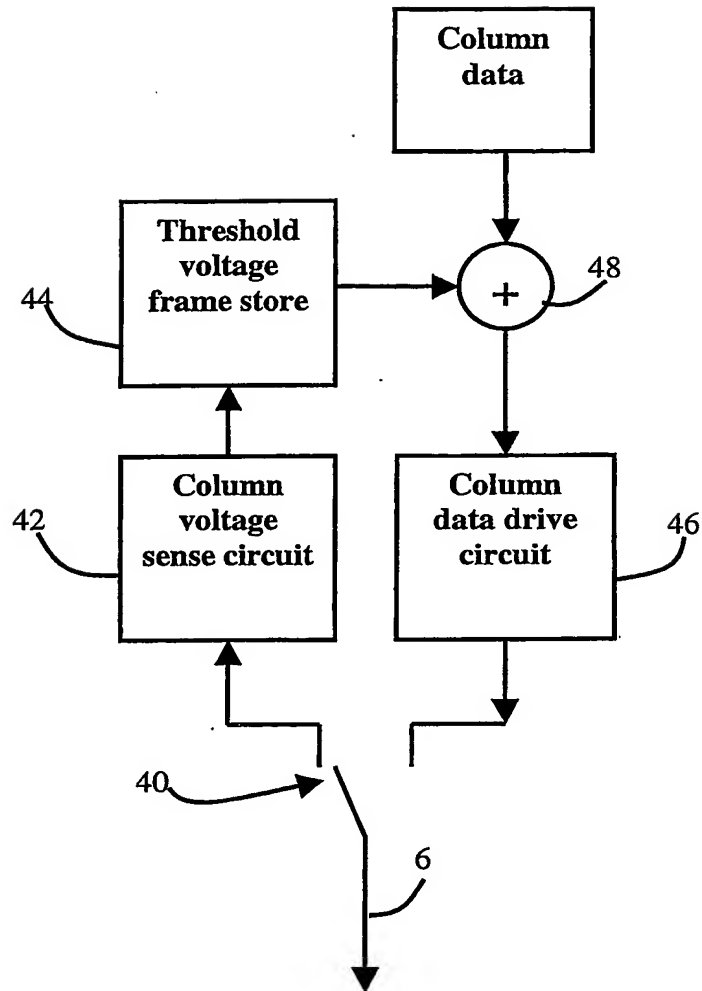 Column
data
Threshold
voltage
frame store
+
48
44
Column
voltage
sense circuit
Column
data drive
circuit
42
46
40
6